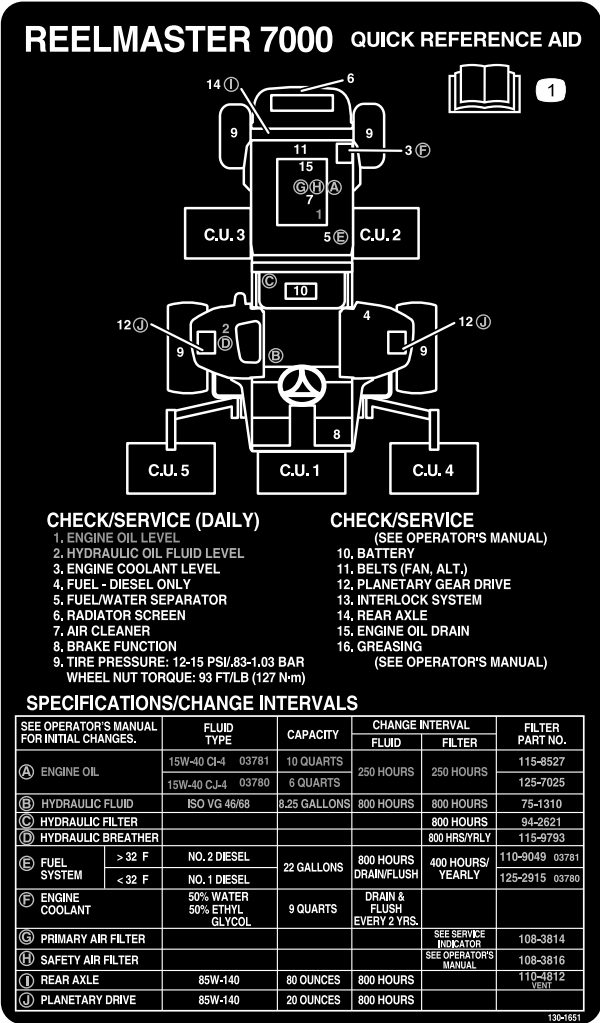 REELMASTER 7000 QUICK REFERENCE AID
1
14 I
6
9
9
3 F
11
15
G H A
7
1
C.U. 3
5 E
C.U. 2
C
10
12 J
2
D
4
12 J
9
B
9
8
C.U. 5
C.U. 1
C.U. 4
CHECK/SERVICE (DAILY)
1. ENGINE OIL LEVEL
2. HYDRAULIC OIL FLUID LEVEL
3. ENGINE COOLANT LEVEL
4. FUEL - DIESEL ONLY
5. FUEL/WATER SEPARATOR
6. RADIATOR SCREEN
7. AIR CLEANER
8. BRAKE FUNCTION
9. TIRE PRESSURE: 12-15 PSI/.83-1.03 BAR
WHEEL NUT TORQUE: 93 FT/LB (127 N•m)
CHECK/SERVICE
(SEE OPERATOR'S MANUAL)
10. BATTERY
11. BELTS (FAN, ALT.)
12. PLANETARY GEAR DRIVE
13. INTERLOCK SYSTEM
14. REAR AXLE
15. ENGINE OIL DRAIN
16. GREASING
(SEE OPERATOR'S MANUAL)
SPECIFICATIONS/CHANGE INTERVALS
SEE OPERATOR'S MANUAL
FOR INITIAL CHANGES.
FLUID
TYPE
CAPACITY
CHANGE INTERVAL
FLUID
FILTER
FILTER
PART NO.
A ENGINE OIL
15W-40 CI-4 03781
10 QUARTS
250 HOURS
250 HOURS
115-8527
15W-40 CJ-4 03780
6 QUARTS
125-7025
B HYDRAULIC FLUID ISO VG 46/68 8.25 GALLONS 800 HOURS 800 HOURS 75-1310
C HYDRAULIC FILTER 800 HOURS 94-2621
D HYDRAULIC BREATHER 800 HRS/YRLY 115-9793
E FUEL
SYSTEM
> 32 F
NO. 2 DIESEL
22 GALLONS
800 HOURS
DRAIN/FLUSH
400 HOURS/
YEARLY
110-9049 03781
< 32 F
NO. 1 DIESEL
125-2915 03780
F ENGINE
COOLANT
50% WATER
50% ETHYL
GLYCOL
9 QUARTS
DRAIN &
FLUSH
EVERY 2 YRS.
G PRIMARY AIR FILTER
SEE SERVICE
INDICATOR
108-3814
H SAFETY AIR FILTER
SEE OPERATOR'S
MANUAL
108-3816
I REAR AXLE 85W-140 80 OUNCES 800 HOURS
110-4812
VENT
J PLANETARY DRIVE 85W-140 20 OUNCES 800 HOURS
130-1651